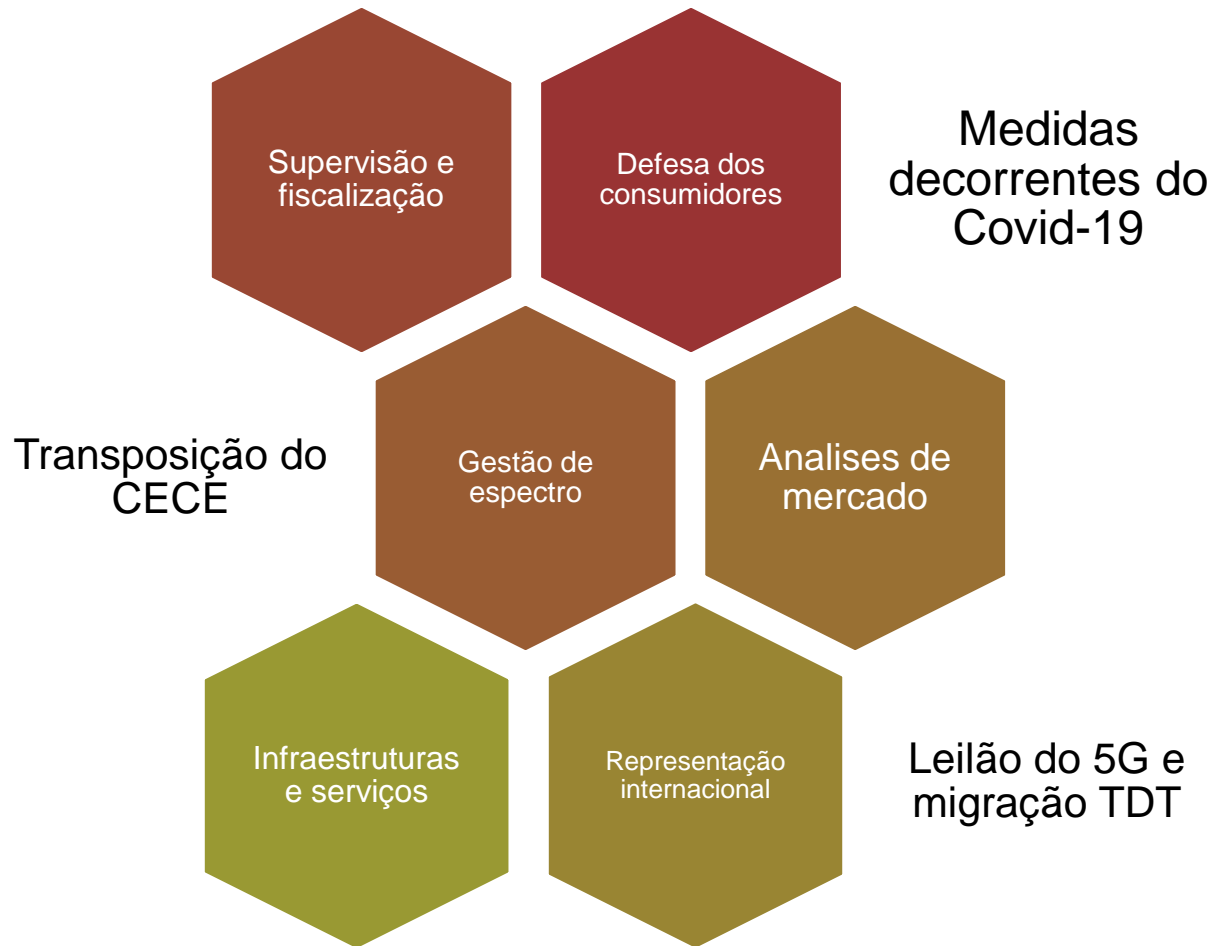 Supervisão e
fiscalização
Defesa dos
consumidores
Medidas
decorrentes do
Covid-19
Transposição do
CECE
Gestão de
espectro
Analises de
mercado
Infraestruturas
e serviços
Representação
internacional
Leilão do 5G e
migração TDT